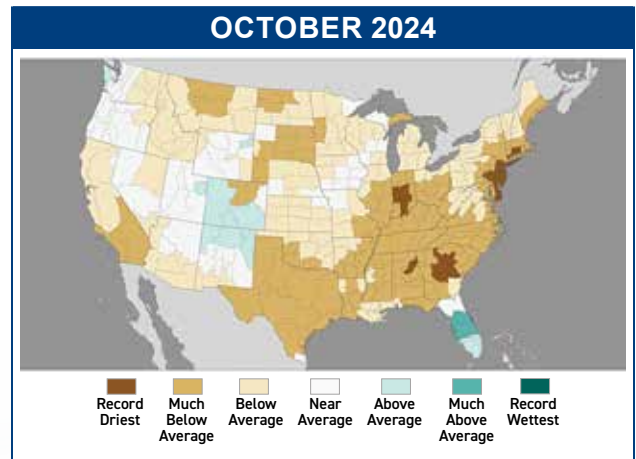 OCTOBER 2024
Record
Driest
Much
Below
Average
Below
Average
Near
Average
Above
Average
Much
Above
Average
Record
Wettest